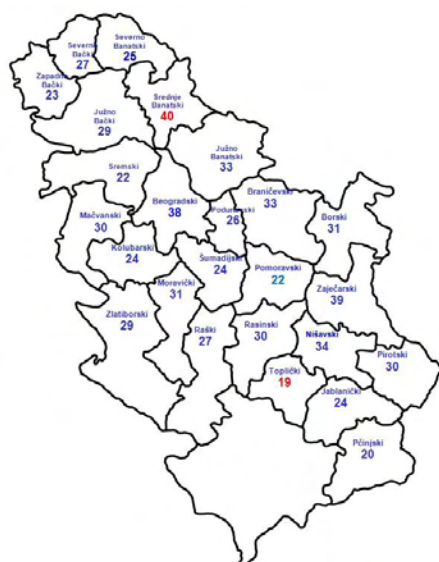 Severno
Banatski
25
Severno
Bački
27
Zapadno
Bački
23
Srednje
Banatski
40
Južno
Bački
29
Južno
Banatski
33
Sremski
22
Braničevski
33
Beogradski
38
Podunavski
26
Borski
31
Mačvanski
30
Kolubarski
24
Šumadijski
24
Pomoravski
22
Zaječarski
39
Moravički
31
Zlatiborski
29
Raški
27
Rasinski
30
Nišavski
34
Pirotski
30
Toplički
19
Jablanički
24
Pčinjski
20